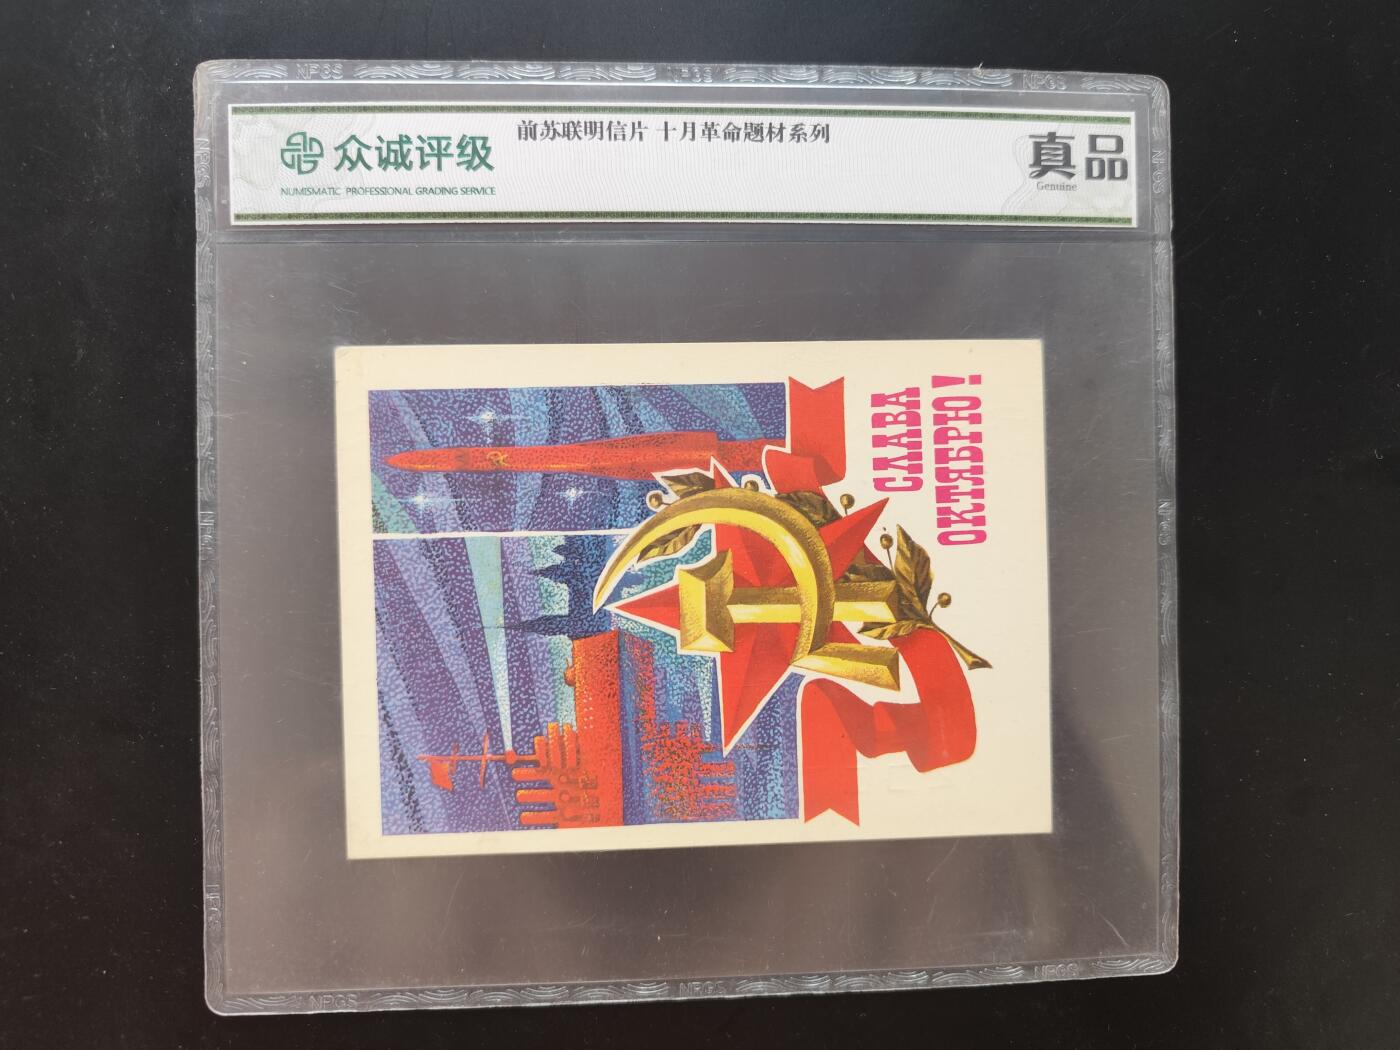 众诚评级
NUMISMATIC PROFESSIONAL GRADING SERVICE
前苏联明信片 十月革命题材系列
真品
Genuine
СЛАВА
ОКТЯБРЮ!
NPGS